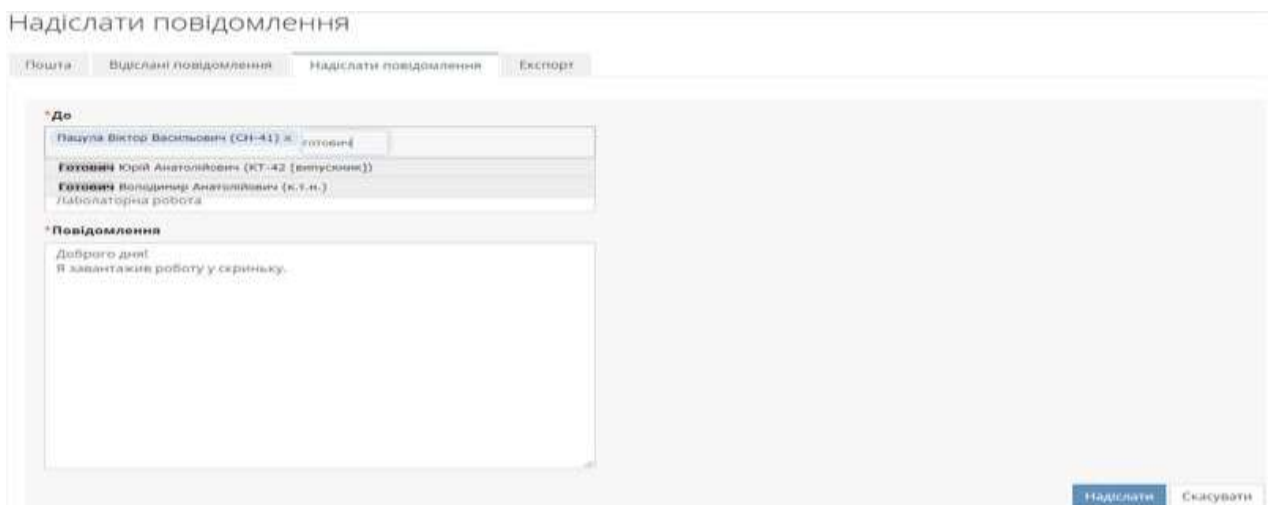 Надіслати повідомлення
Пошта Відіслані повідомлення Надіслати повідомлення Експорт
*До
Пацула Віктор Васильович (СН-41) × готович
Готович Юрій Анатолійович (КТ-42 (випускник))
Готович Володимир Анатолійович (к.т.н.)
Лаболаторна робота
*Повідомлення
Доброго дня!
Я завантажив роботу у скриньку.
Надіслати Скасувати